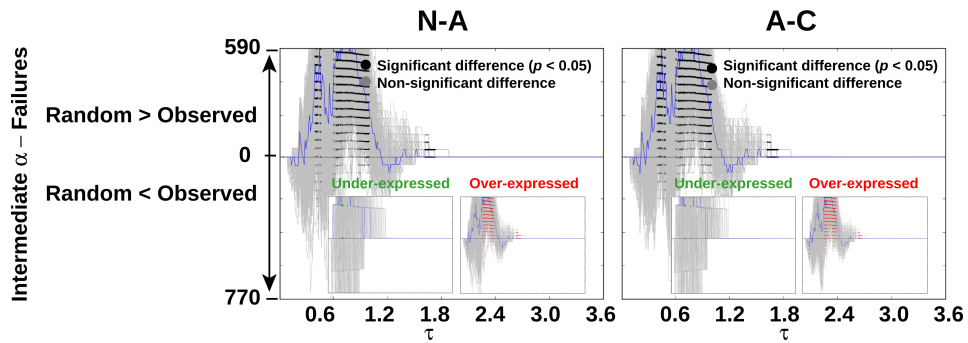 N-A
A-C
Intermediate α – Failures
590
Random > Observed
0
Random < Observed
770
Significant difference (p < 0.05)
Non-significant difference
Under-expressed
Over-expressed
0.6 1.2 1.8 2.4 3.0 3.6
τ
Significant difference (p < 0.05)
Non-significant difference
Under-expressed
Over-expressed
0.6 1.2 1.8 2.4 3.0 3.6
τ